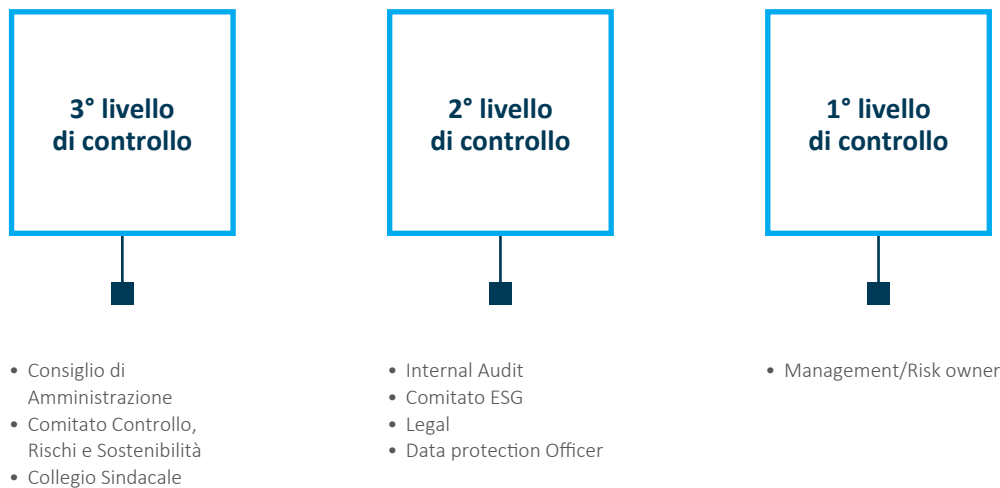 3° livello
di controllo
• Consiglio di
Amministrazione
• Comitato Controllo,
Rischi e Sostenibilità
• Collegio Sindacale
2° livello
di controllo
• Internal Audit
• Comitato ESG
• Legal
• Data protection Officer
1° livello
di controllo
• Management/Risk owner